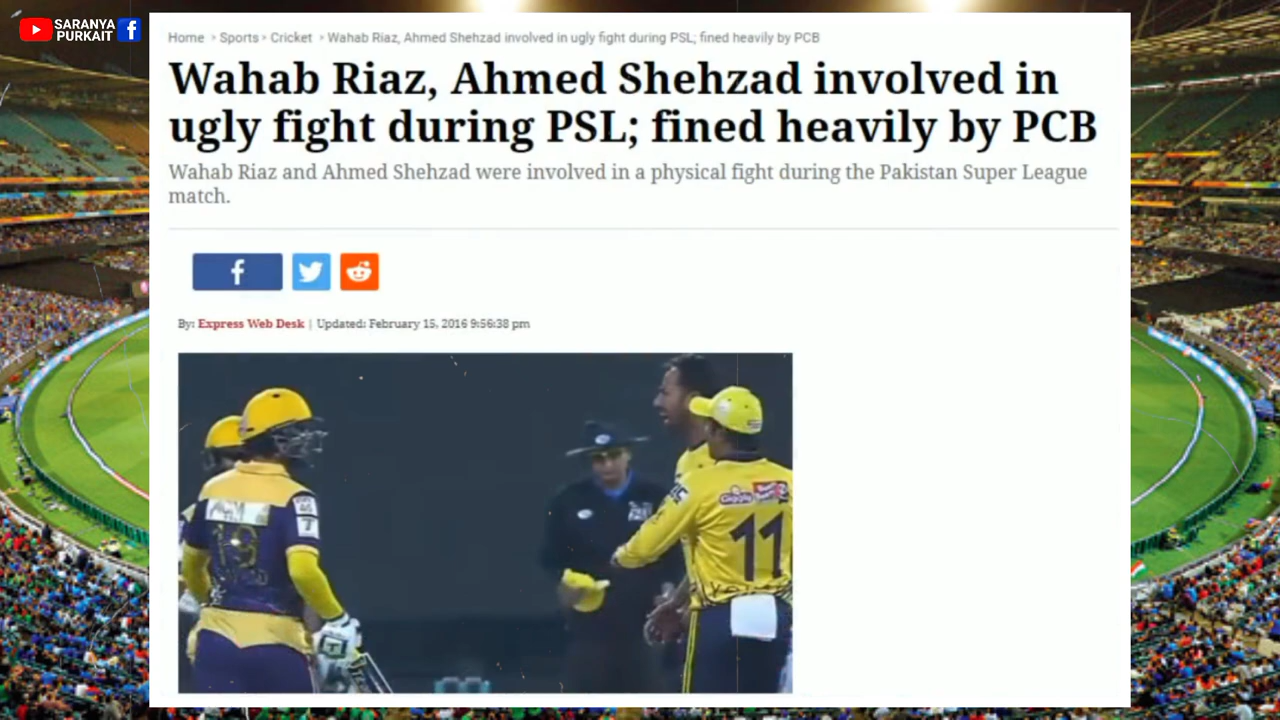 SARANYA
PURKAIT
Home > Sports > Cricket > Wahab Riaz, Ahmed Shehzad involved in ugly fight during PSL; fined heavily by PCB
Wahab Riaz, Ahmed Shehzad involved in
ugly fight during PSL; fined heavily by PCB
Wahab Riaz and Ahmed Shehzad were involved in a physical fight during the Pakistan Super League
match.
By: Express Web Desk | Updated: February 15, 2016 9:56:38 pm
19
11